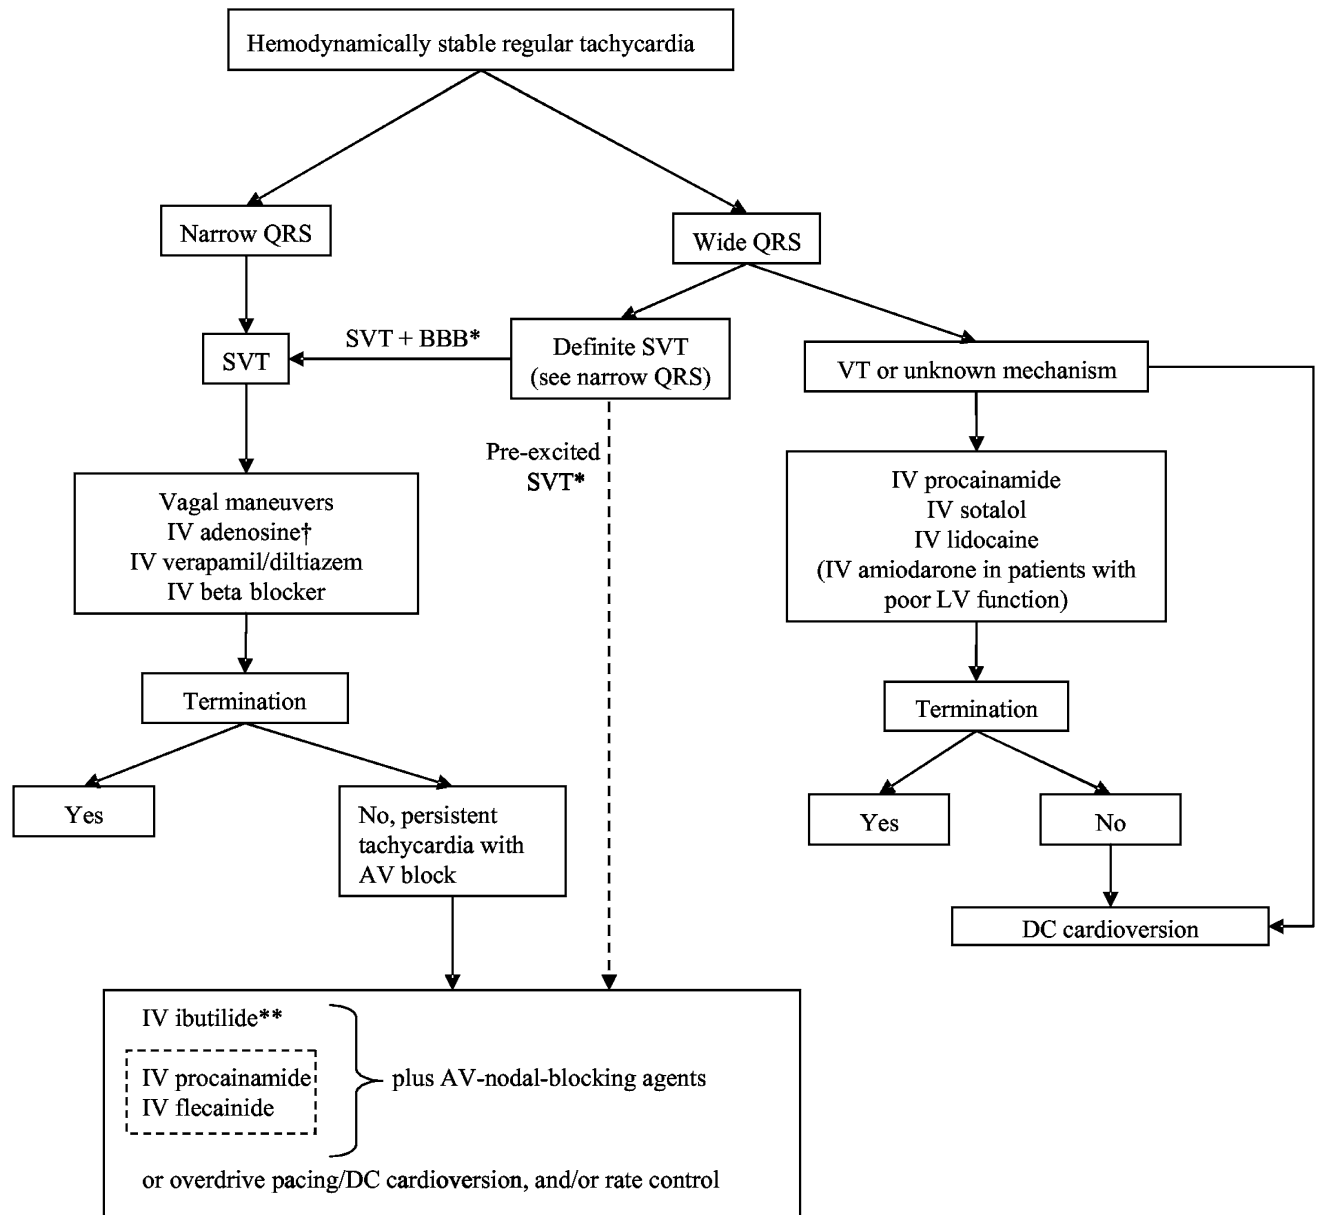 Hemodynamically stable regular tachycardia
Narrow QRS
Wide QRS
SVT
SVT + BBB*
Definite SVT
(see narrow QRS)
VT or unknown mechanism
Pre-excited
SVT*
Vagal maneuvers
IV adenosine†
IV verapamil/diltiazem
IV beta blocker
IV procainamide
IV sotalol
IV lidocaine
(IV amiodarone in patients with
poor LV function)
Termination
Termination
Yes
No, persistent
tachycardia with
AV block
Yes
No
DC cardioversion
IV ibutilide**
IV procainamide
IV flecainide
plus AV-nodal-blocking agents
or overdrive pacing/DC cardioversion, and/or rate control